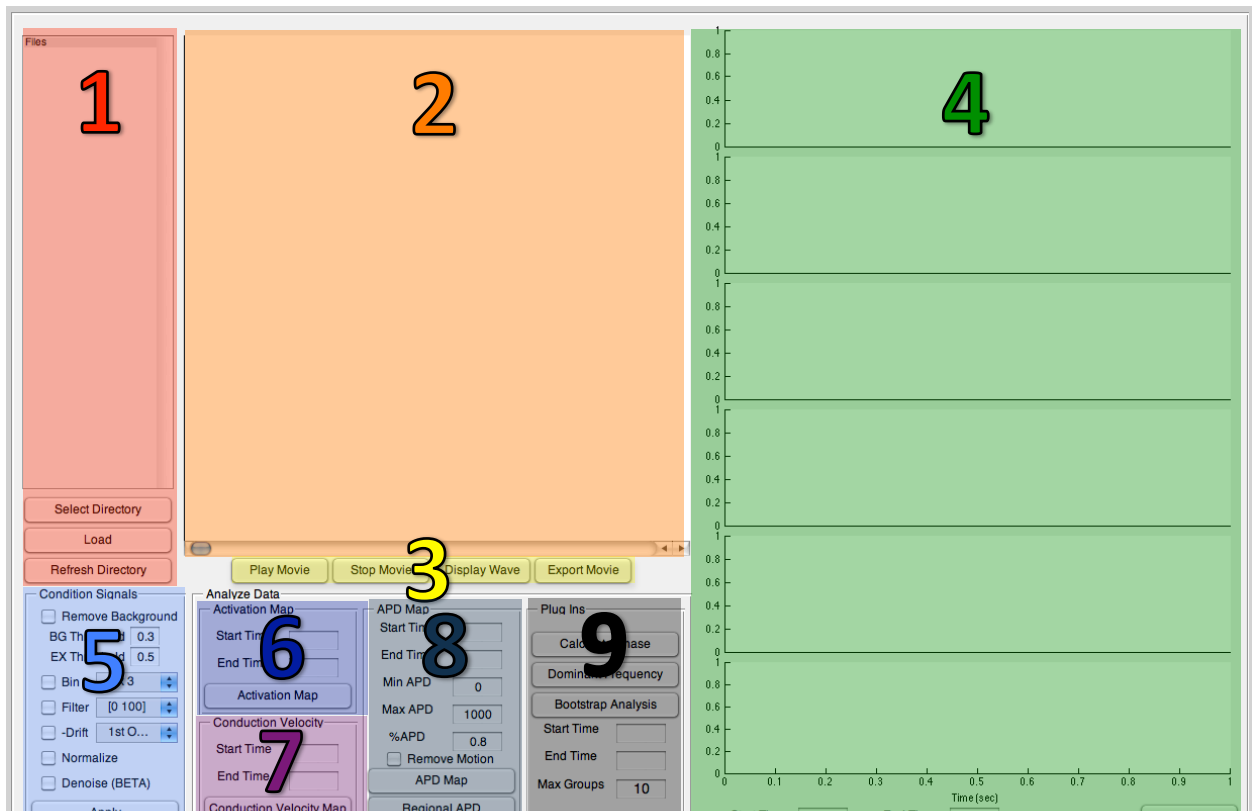 Files
1
2
4
1
0.8
0.6
0.4
0.2
0
1
0.8
0.6
0.4
0.2
0
1
0.8
0.6
0.4
0.2
0
1
0.8
0.6
0.4
0.2
0
1
0.8
0.6
0.4
0.2
0
1
0.8
0.6
0.4
0.2
0
0 0.1 0.2 0.3 0.4 0.5 0.6 0.7 0.8 0.9 1
Time (sec)
Select Directory
Load
Refresh Directory
Play Movie Stop Movie Display Wave Export Movie
3
Condition Signals
Remove Background
BG 0.3
EX 0.5
Bin 3
Filter [0 100]
-Drift 1st O...
Normalize
Denoise (BETA)
Apply
5
Analyze Data
Activation Map
Start Time
End Time
Activation Map
6
Conduction Velocity
Start Time
End Time
Conduction Velocity Map
7
APD Map
Start Time
End Time
Min APD 0
Max APD 1000
%APD 0.8
Remove Motion
APD Map
Regional APD
8
Plug Ins
Calculate Phase
Dominant Frequency
Bootstrap Analysis
Start Time
End Time
Max Groups 10
9